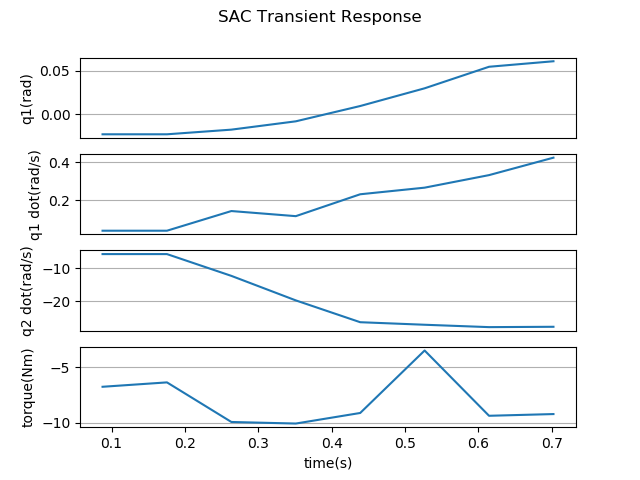 SAC Transient Response
q1(rad)
0.05
0.00
q1 dot(rad/s)
0.4
0.2
q2 dot(rad/s)
−10
−20
torque(Nm)
−5
−10
0.1 0.2 0.3 0.4 0.5 0.6 0.7
time(s)